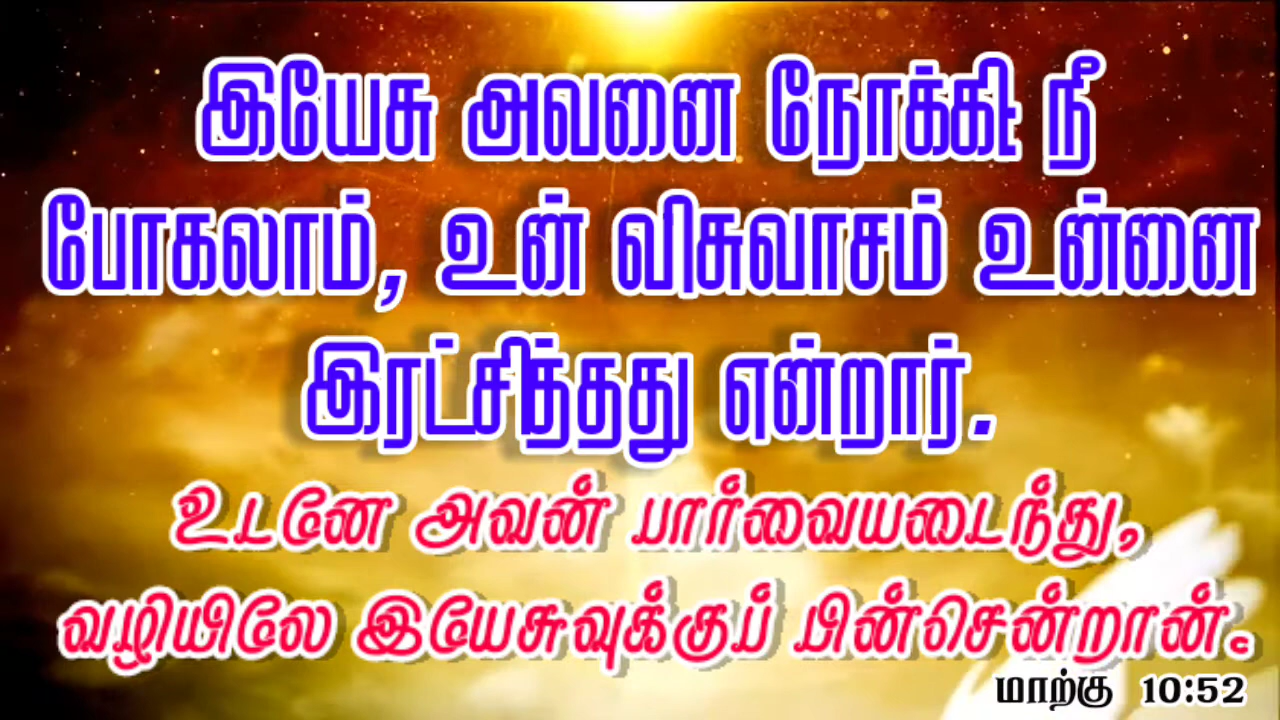 இயேசு அவனை நோக்கி: நீ
போகலாம், உன் விசுவாசம் உன்னை
இரட்சித்தது என்றார்.
உடனே அவன் பார்வையடைந்து,
வழியிலே இயேசுவுக்குப் பின்சென்றான்.
மாற்கு 10:52